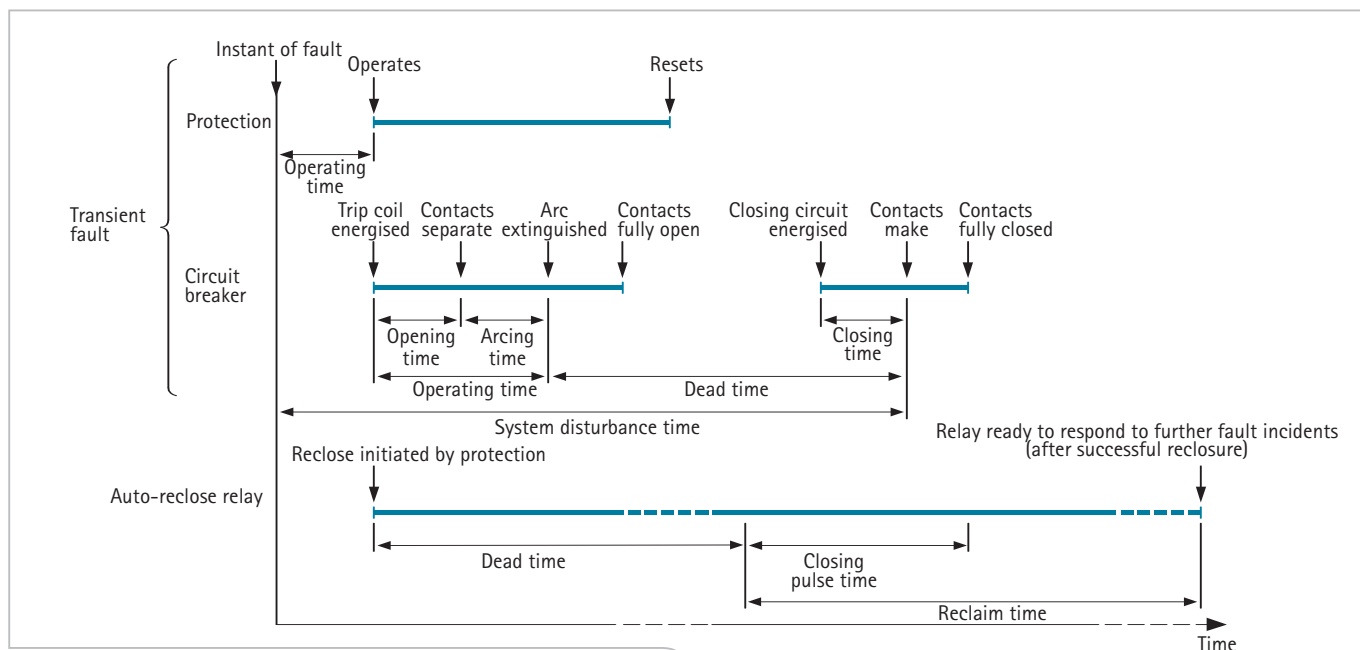 Instant of fault
Operates
Resets
Protection
Operating
time
Transient
fault
Trip coil
energised
Contacts
separate
Arc
extinguished
Contacts
fully open
Closing circuit
energised
Contacts
make
Contacts
fully closed
Circuit
breaker
Opening
time
Arcing
time
Closing
time
Operating time
Dead time
System disturbance time
Relay ready to respond to further fault incidents
(after successful reclosure)
Reclose initiated by protection
Auto-reclose relay
Dead time
Closing
pulse time
Reclaim time
Time